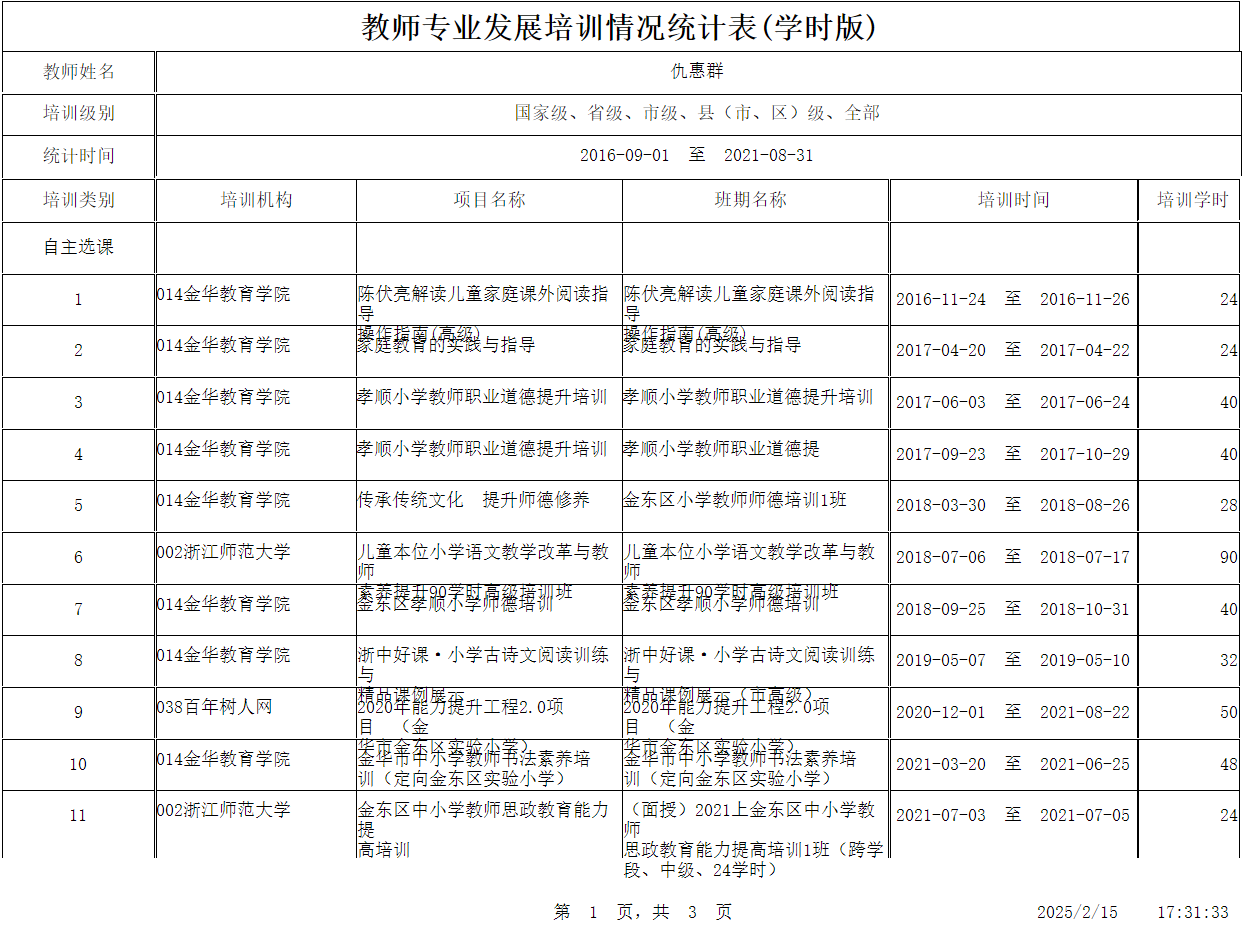 教师专业发展培训情况统计表(学时版)
教师姓名 仇惠群
培训级别 国家级、省级、市级、县（市、区）级、全部
统计时间 2016-09-01 至 2021-08-31
培训类别 培训机构 项目名称 班期名称 培训时间 培训学时
自主选课
1 014金华教育学院 陈伏亮解读儿童家庭课外阅读指 陈伏亮解读儿童家庭课外阅读指 2016-11-24 至 2016-11-26 24
导 导
操作指南(高级) 操作指南(高级)
2 014金华教育学院 家庭教育的实践与指导 家庭教育的实践与指导 2017-04-20 至 2017-04-22 24
3 014金华教育学院 孝顺小学教师职业道德提升培训 孝顺小学教师职业道德提升培训 2017-06-03 至 2017-06-24 40
4 014金华教育学院 孝顺小学教师职业道德提升培训 孝顺小学教师职业道德提 2017-09-23 至 2017-10-29 40
5 014金华教育学院 传承传统文化 提升师德修养 金东区小学教师师德培训1班 2018-03-30 至 2018-08-26 28
6 002浙江师范大学 儿童本位小学语文教学改革与教 儿童本位小学语文教学改革与教 2018-07-06 至 2018-07-17 90
师 师
素养提升90学时高级培训班 素养提升90学时高级培训班
7 014金华教育学院 金东区孝顺小学师德培训 金东区孝顺小学师德培训 2018-09-25 至 2018-10-31 40
8 014金华教育学院 浙中好课·小学古诗文阅读训练 浙中好课·小学古诗文阅读训练 2019-05-07 至 2019-05-10 32
与 与
精品课例展示 精品课例展示（市高级）
9 038百年树人网 2020年能力提升工程2.0项 2020年能力提升工程2.0项 2020-12-01 至 2021-08-22 50
目 （金 目 （金
华市金东区实验小学） 华市金东区实验小学）
10 014金华教育学院 金华市中小学教师书法素养培 金华市中小学教师书法素养培 2021-03-20 至 2021-06-25 48
训（定向金东区实验小学） 训（定向金东区实验小学）
11 002浙江师范大学 金东区中小学教师思政教育能力 （面授）2021上金东区中小学教 2021-07-03 至 2021-07-05 24
提 师
高培训 思政教育能力提高培训1班（跨学
段、中级、24学时）
第 1 页,共 3 页 2025/2/15 17:31:33